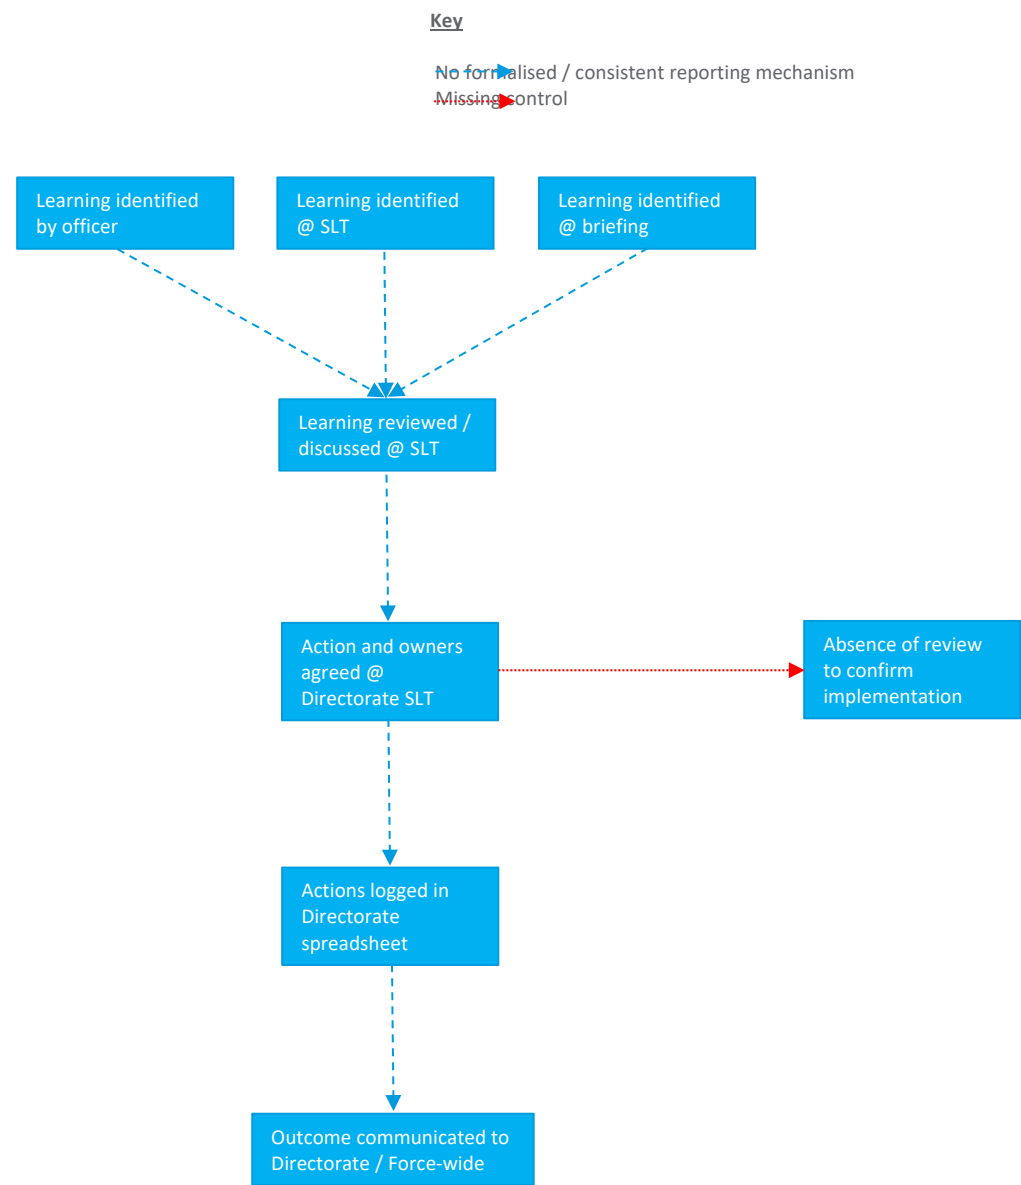 Key
No formalised / consistent reporting mechanism
Missing control
Learning identified
by officer
Learning identified
@ SLT
Learning identified
@ briefing
Learning reviewed /
discussed @ SLT
Action and owners
agreed @
Directorate SLT
Absence of review
to confirm
implementation
Actions logged in
Directorate
spreadsheet
Outcome communicated to
Directorate / Force-wide